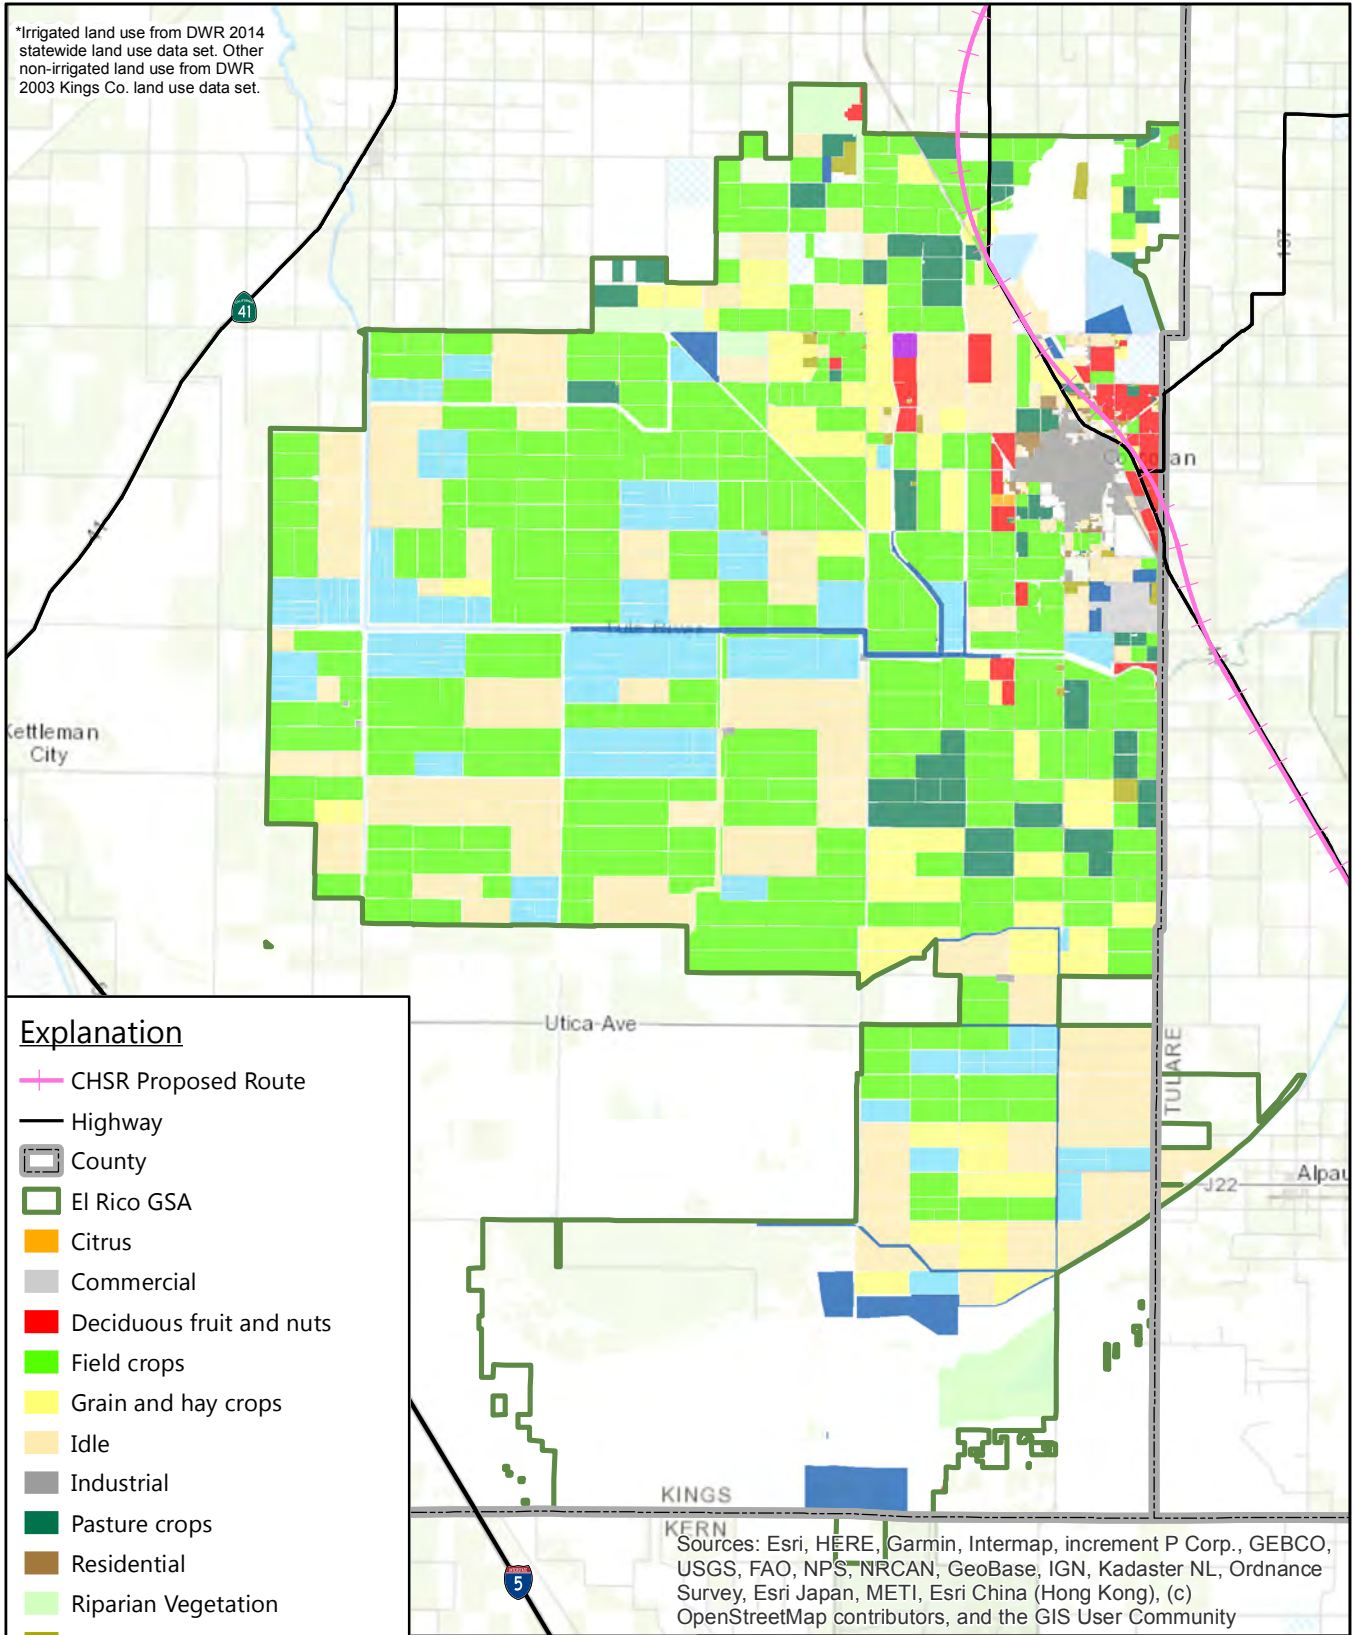 *Irrigated land use from DWR 2014
statewide land use data set. Other
non-irrigated land use from DWR
2003 Kings Co. land use data set.
41
137
41
Corcoran
Tule River
Kettleman
City
Utica Ave
TULARE
J22
Alpau
KINGS
KERN
5
Explanation
CHSR Proposed Route
Highway
County
El Rico GSA
Citrus
Commercial
Deciduous fruit and nuts
Field crops
Grain and hay crops
Idle
Industrial
Pasture crops
Residential
Riparian Vegetation
Sources: Esri, HERE, Garmin, Intermap, increment P Corp., GEBCO,
USGS, FAO, NPS, NRCAN, GeoBase, IGN, Kadaster NL, Ordnance
Survey, Esri Japan, METI, Esri China (Hong Kong), (c)
OpenStreetMap contributors, and the GIS User Community